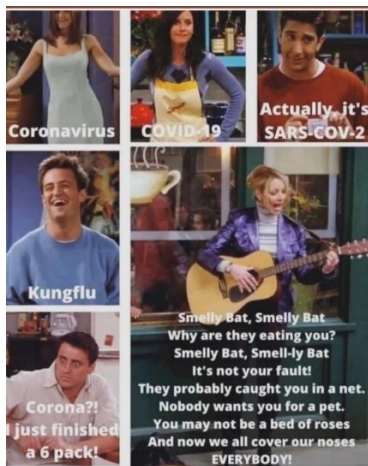 Coronavirus
COVID-19
Actually, it's
SARS-COV-2
Kungflu
Corona?!
I just finished
a 6 pack!
Smelly Bat, Smelly Bat
Why are they eating you?
Smelly Bat, Smell-ly Bat
It's not your fault!
They probably caught you in a net.
Nobody wants you for a pet.
You may not be a bed of roses
And now we all cover our noses
EVERYBODY!